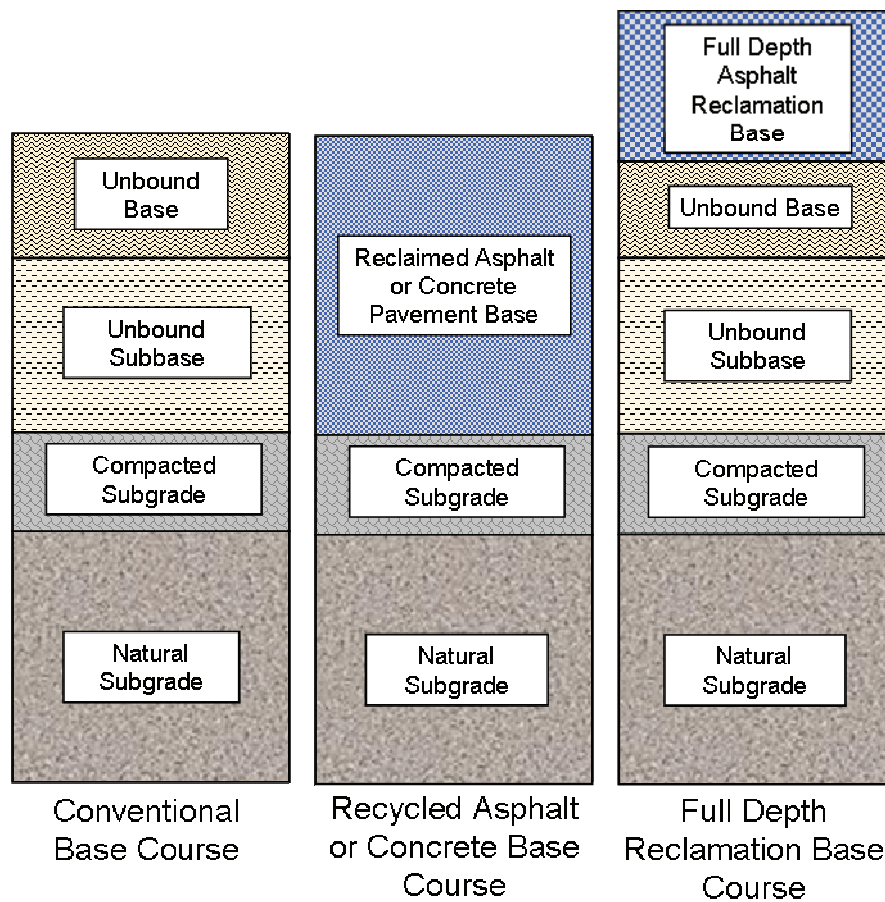 Unbound
Base
Unbound
Subbase
Compacted
Subgrade
Natural
Subgrade
Conventional
Base Course
Reclaimed Asphalt
or Concrete
Pavement Base
Compacted
Subgrade
Natural
Subgrade
Recycled Asphalt
or Concrete Base
Course
Full Depth
Asphalt
Reclamation
Base
Unbound Base
Unbound
Subbase
Compacted
Subgrade
Natural
Subgrade
Full Depth
Reclamation Base
Course